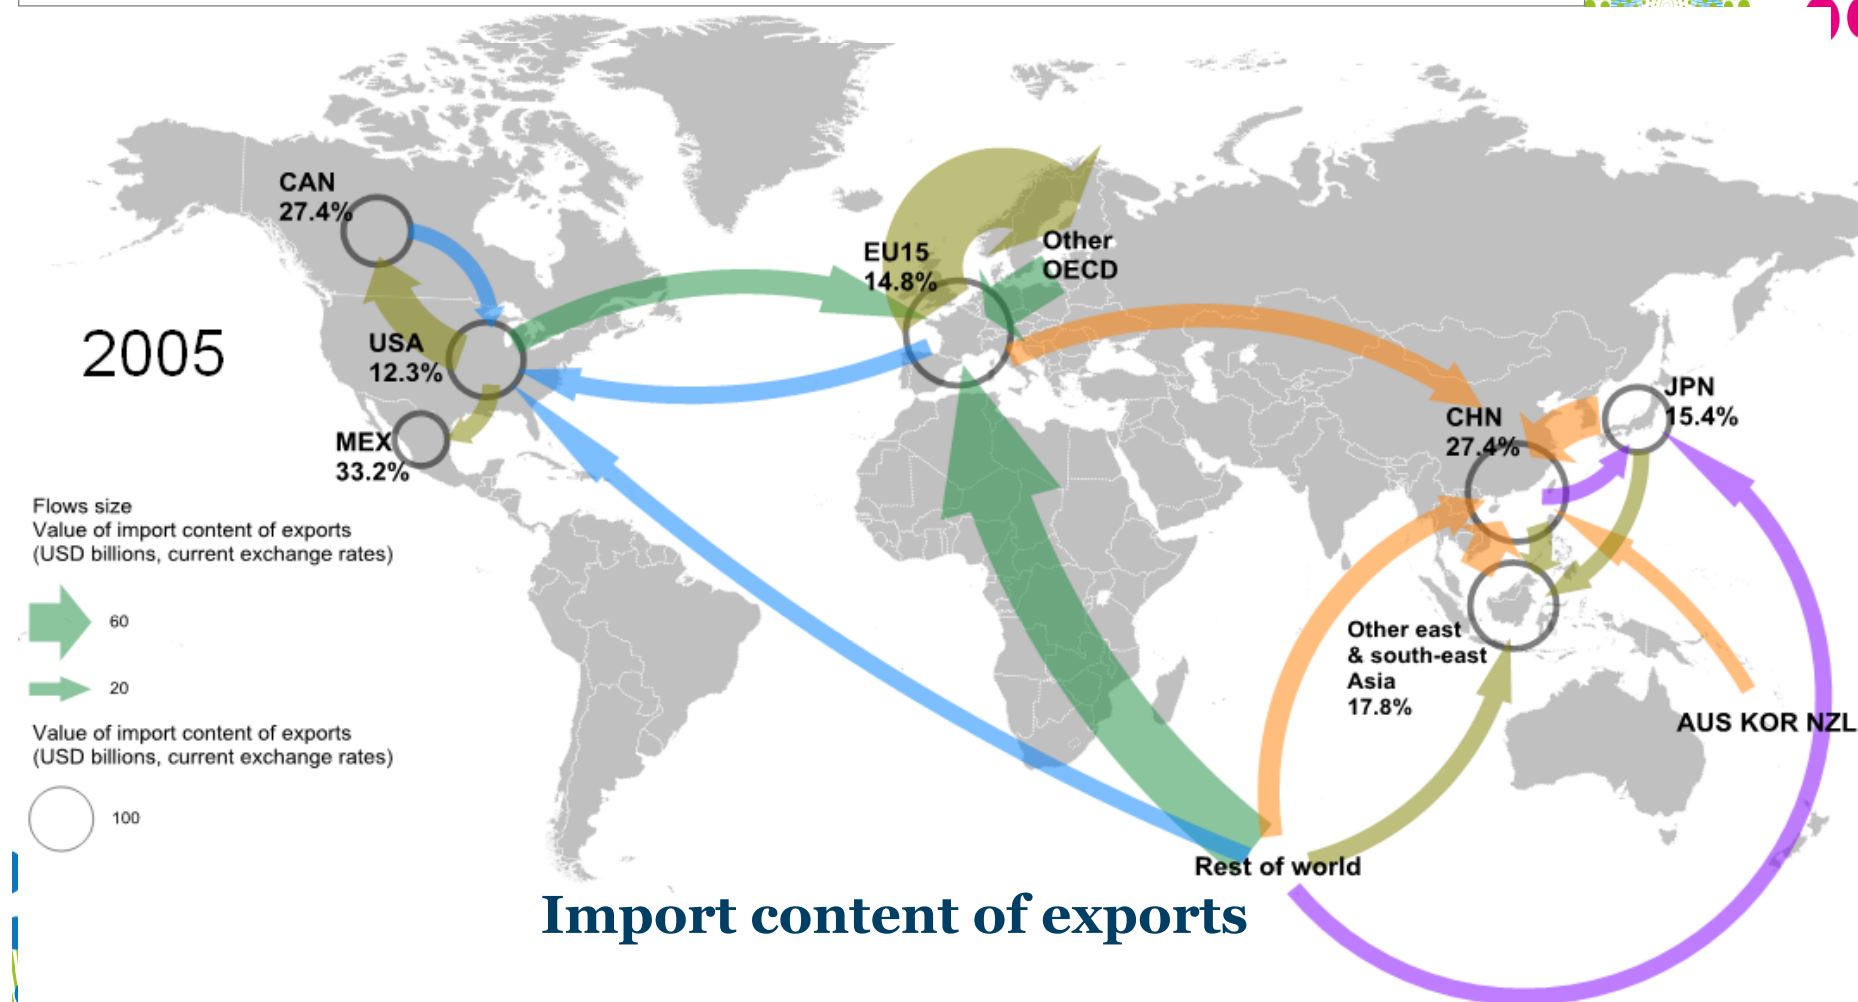 CAN
27.4%
EU15
14.8%
Other
OECD
2005
USA
12.3%
MEX
33.2%
CHN
27.4%
JPN
15.4%
Flows size
Value of import content of exports
(USD billions, current exchange rates)
60
20
Value of import content of exports
(USD billions, current exchange rates)
100
Other east
& south-east
Asia
17.8%
AUS KOR NZL
Rest of world
Import content of exports